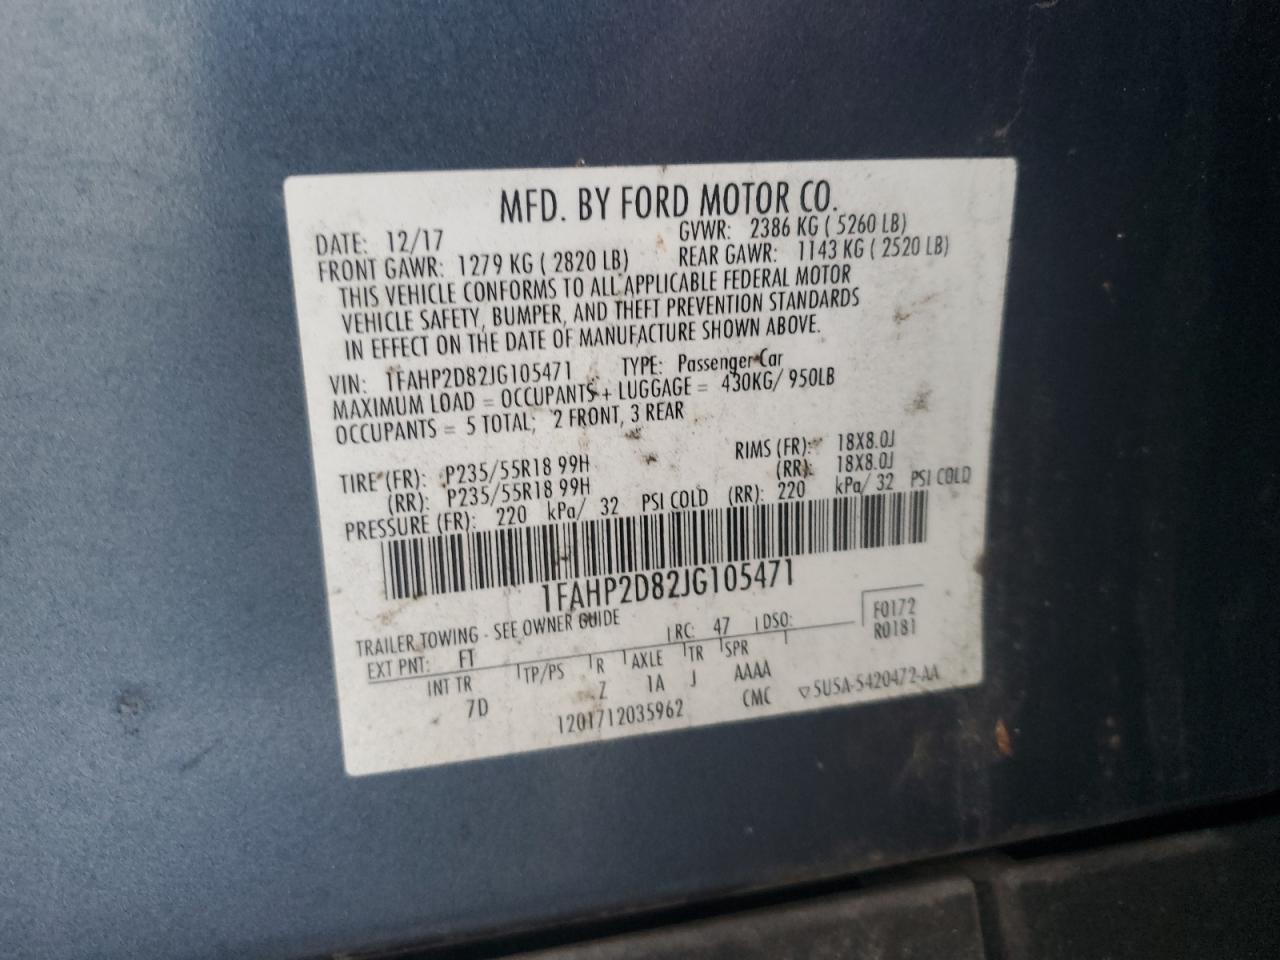 MFD. BY FORD MOTOR CO.
DATE: 12/17 GVWR: 2386 KG ( 5260 LB)
FRONT GAWR: 1279 KG ( 2820 LB) REAR GAWR: 1143 KG ( 2520 LB)
THIS VEHICLE CONFORMS TO ALL APPLICABLE FEDERAL MOTOR
VEHICLE SAFETY, BUMPER, AND THEFT PREVENTION STANDARDS
IN EFFECT ON THE DATE OF MANUFACTURE SHOWN ABOVE.
VIN: 1FAHP2D82JG105471 TYPE: Passenger Car
MAXIMUM LOAD = OCCUPANTS + LUGGAGE = 430KG/ 950LB
OCCUPANTS = 5 TOTAL; 2 FRONT, 3 REAR
TIRE (FR): P235/55R18 99H RIMS (FR): 18X8.0J
(RR): P235/55R18 99H (RR): 18X8.0J
PRESSURE (FR): 220 kPa/ 32 PSI COLD (RR): 220 kPa/ 32 PSI COLD
1FAHP2D82JG105471
TRAILER TOWING - SEE OWNER GUIDE
EXT PNT: FT RC: 47 DSO: F0172
R0181
INT TR TP/PS R AXLE TR SPR
7D Z 1A J AAAA
1201712035962 CMC ▽5U5A-5420472-AA